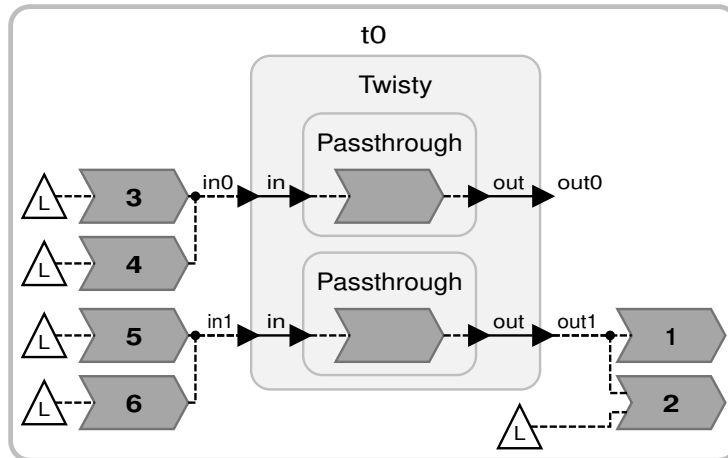 t0
Twisty
Passthrough
L 3 in0 in out out0
L 4
Passthrough
L 5 in1 in out out1 1
L 6 2
L